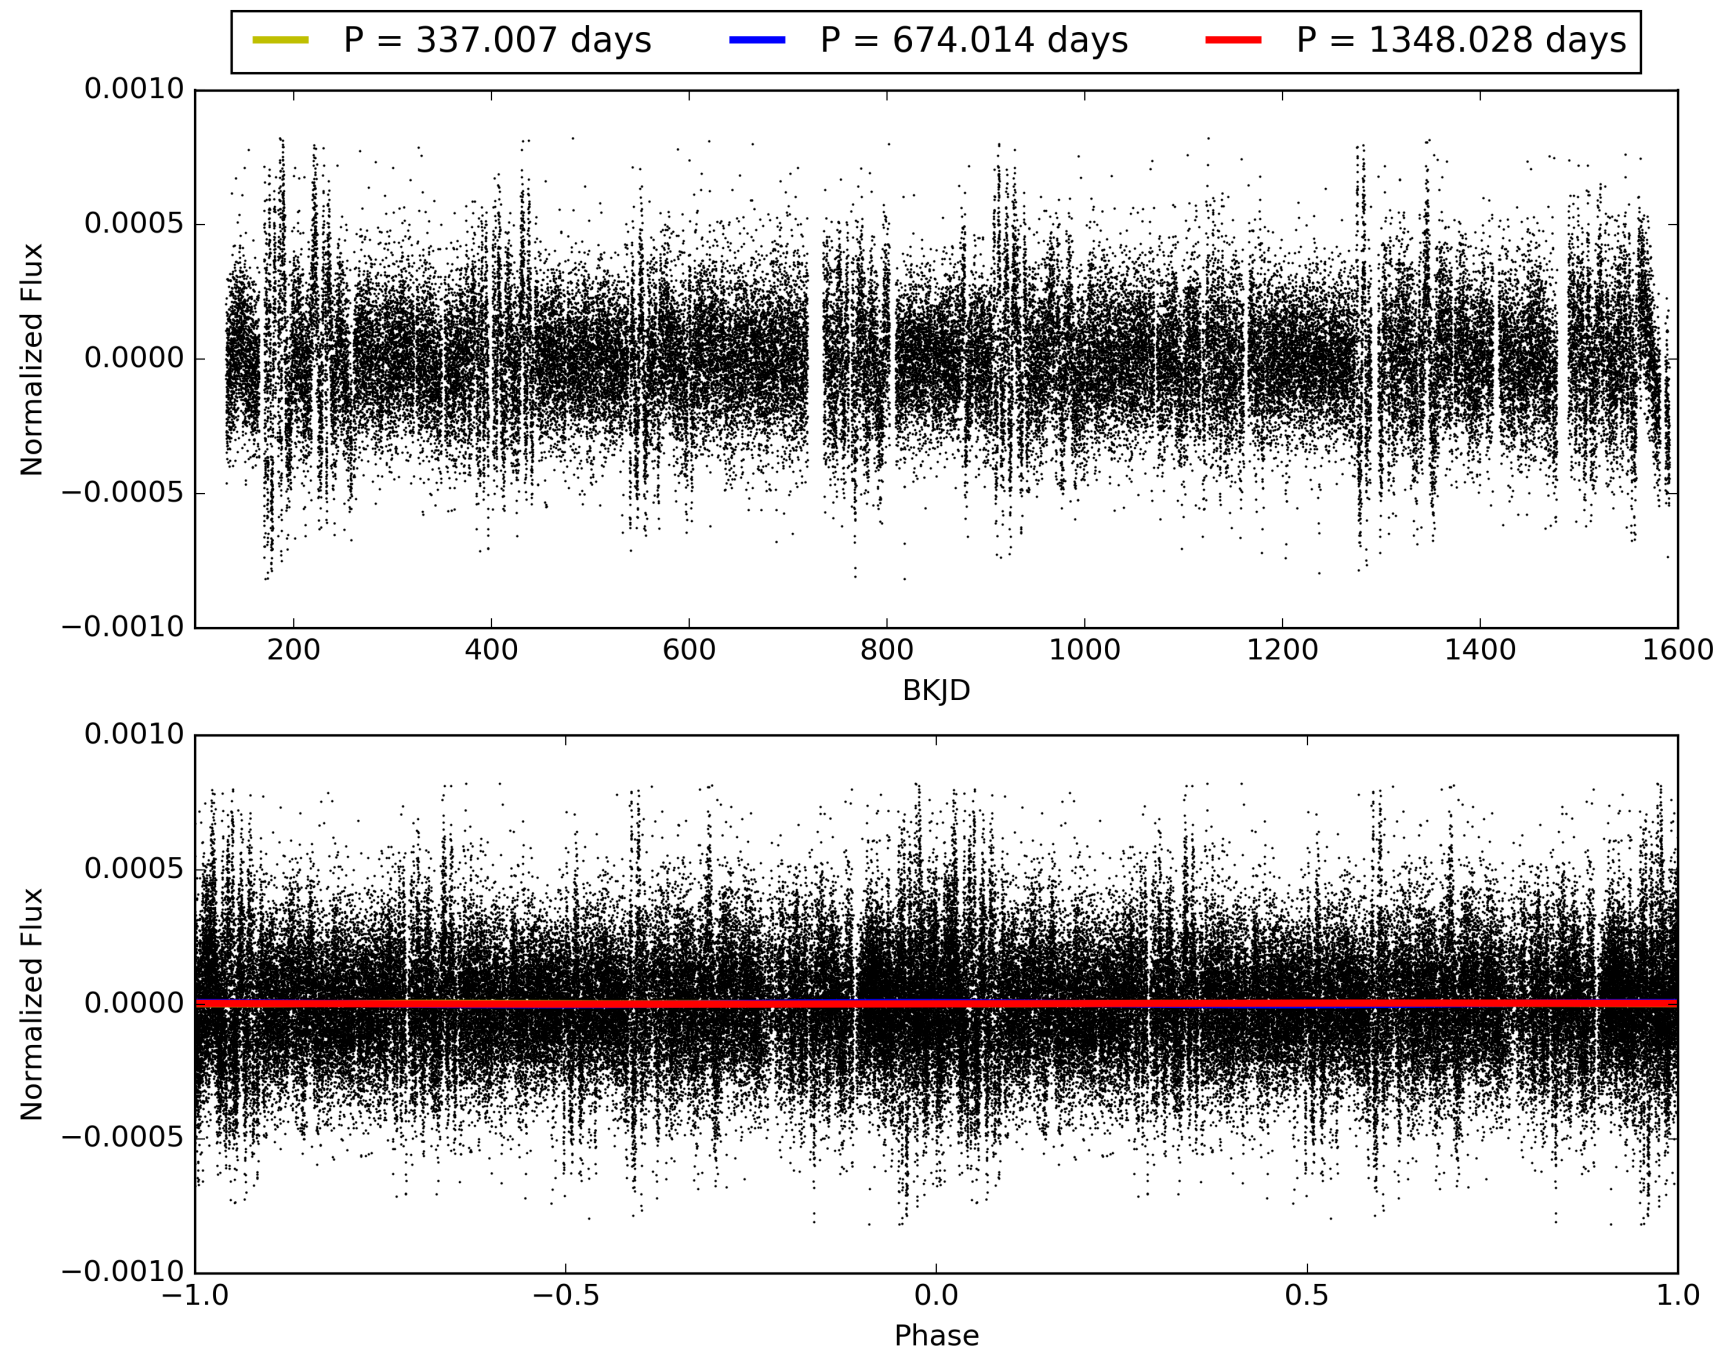 P = 337.007 days P = 674.014 days P = 1348.028 days
0.0010
0.0005
0.0000
−0.0005
−0.0010
Normalized Flux
200 400 600 800 1000 1200 1400 1600
BKJD
0.0010
0.0005
0.0000
−0.0005
−0.0010
Normalized Flux
−1.0 −0.5 0.0 0.5 1.0
Phase